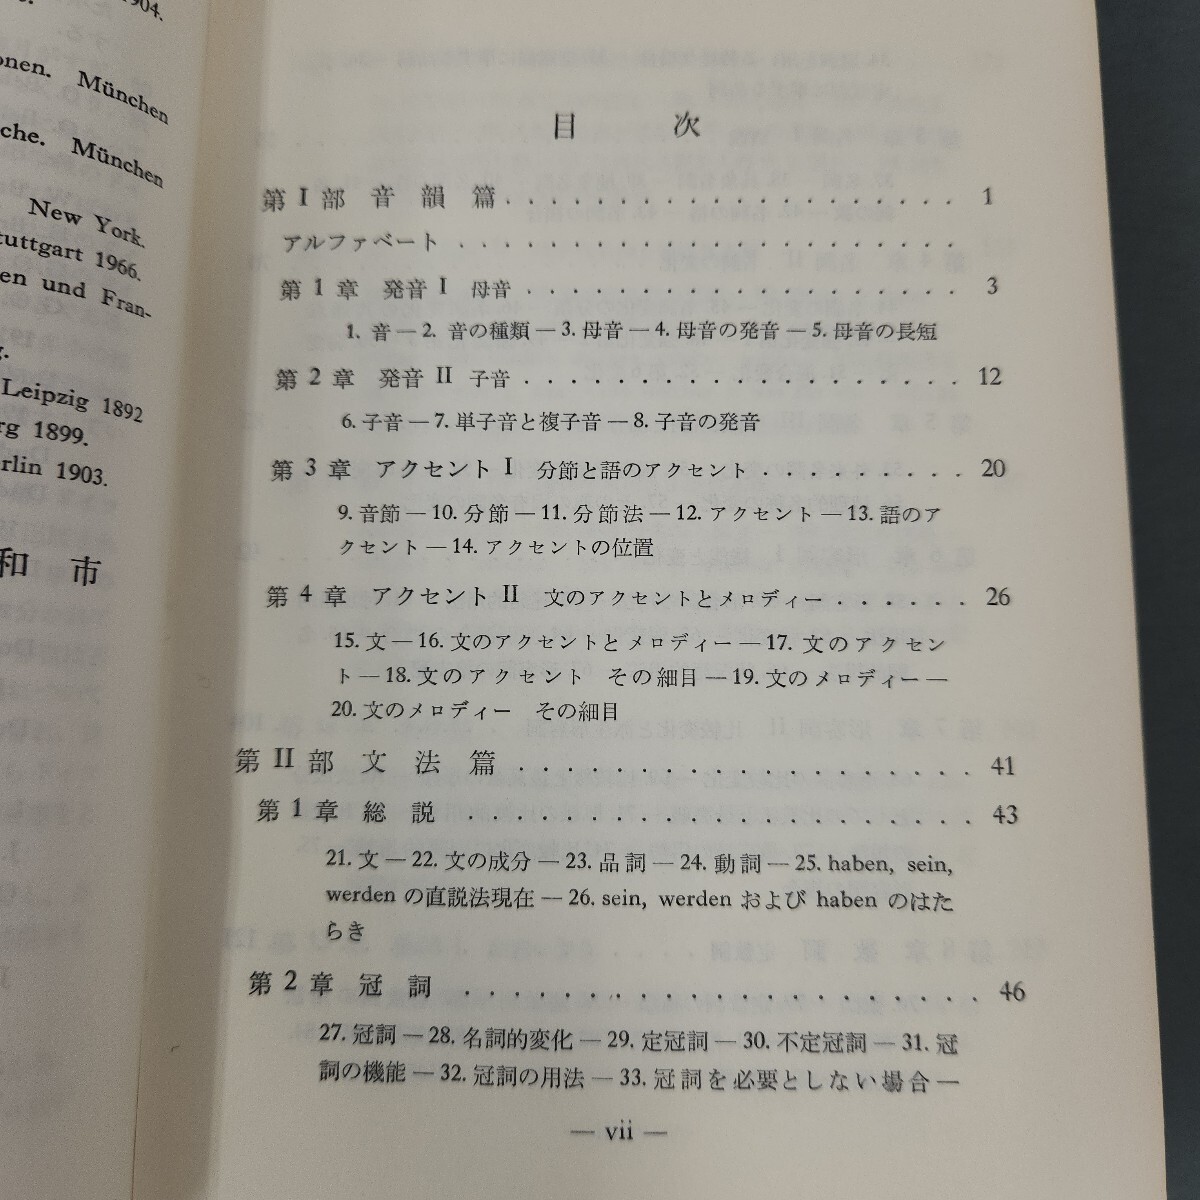 1904.
onen. München
che. München
New York.
tuttgart 1966.
en und Fran-
g.
Leipzig 1892
rg 1899.
erlin 1903.
和 市
目 次
第 I 部 音 韻 篇 . . . . . . . . . . . . . . . . . . . . 1
アルファベート . . . . . . . . . . . . . . . . . . . . . .
第 1 章 発音 I 母音 . . . . . . . . . . . . . . . . . . . 3
1. 音 ― 2. 音の種類 ― 3. 母音 ― 4. 母音の発音 ― 5. 母音の長短
第 2 章 発音 II 子音 . . . . . . . . . . . . . . . . . . . 12
6. 子音 ― 7. 単子音と複子音 ― 8. 子音の発音
第 3 章 アクセント I 分節と語のアクセント . . . . . . . . . 20
9. 音節 ― 10. 分節 ― 11. 分節法 ― 12. アクセント ― 13. 語のア
クセント ― 14. アクセントの位置
第 4 章 アクセント II 文のアクセントとメロディー . . . . . . 26
15. 文 ― 16. 文のアクセントとメロディー ― 17. 文のアクセン
ト ― 18. 文のアクセント その細目 ― 19. 文のメロディー ―
20. 文のメロディー その細目
第 II 部 文 法 篇 . . . . . . . . . . . . . . . . . . . 41
第 1 章 総 説 . . . . . . . . . . . . . . . . . . 43
21. 文 ― 22. 文の成分 ― 23. 品詞 ― 24. 動詞 ― 25. haben, sein,
werden の直説法現在 ― 26. sein, werden および haben のはた
らき
第 2 章 冠 詞 . . . . . . . . . . . . . . . . . . . . 46
27. 冠詞 ― 28. 名詞的変化 ― 29. 定冠詞 ― 30. 不定冠詞 ― 31. 冠
詞の機能 ― 32. 冠詞の用法 ― 33. 冠詞を必要としない場合 ―
― vii ―